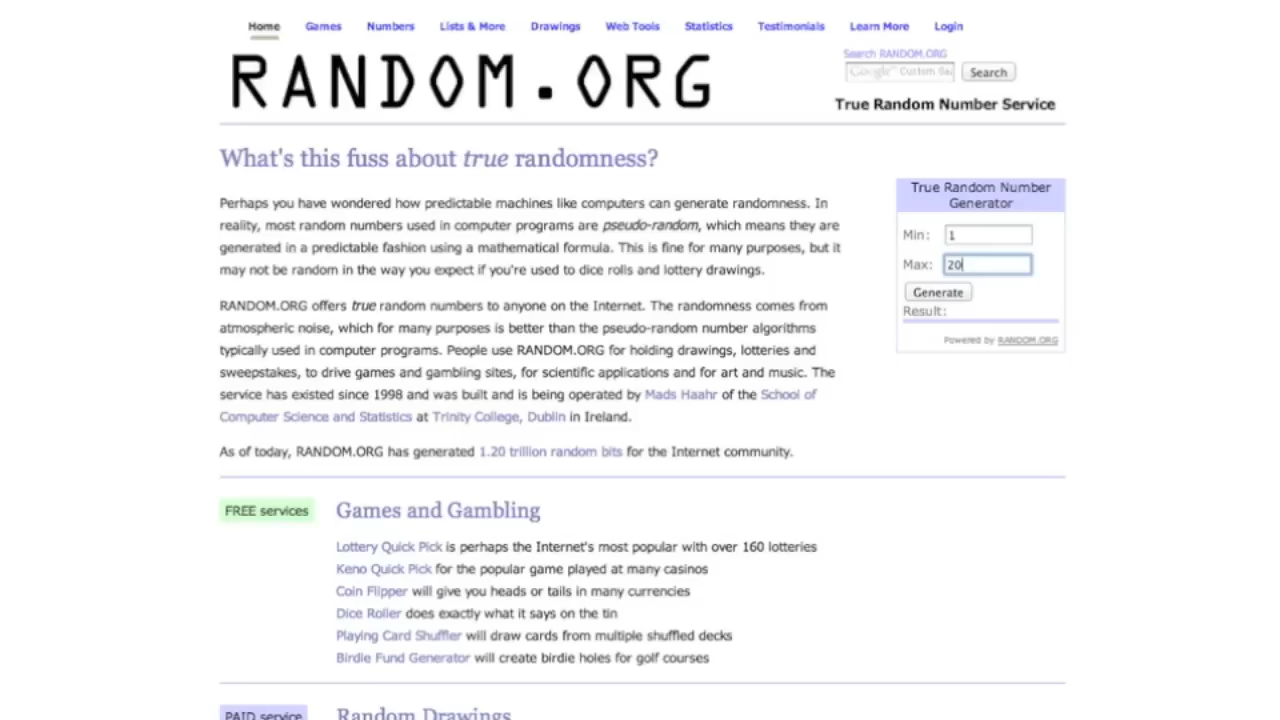 Home Games Numbers Lists & More Drawings Web Tools Statistics Testimonials Learn More Login
RANDOM.ORG
Search RANDOM.ORG
Google™ Custom Sea
Search
True Random Number Service
What's this fuss about true randomness?
Perhaps you have wondered how predictable machines like computers can generate randomness. In
reality, most random numbers used in computer programs are pseudo-random, which means they are
generated in a predictable fashion using a mathematical formula. This is fine for many purposes, but it
may not be random in the way you expect if you're used to dice rolls and lottery drawings.
RANDOM.ORG offers true random numbers to anyone on the Internet. The randomness comes from
atmospheric noise, which for many purposes is better than the pseudo-random number algorithms
typically used in computer programs. People use RANDOM.ORG for holding drawings, lotteries and
sweepstakes, to drive games and gambling sites, for scientific applications and for art and music. The
service has existed since 1998 and was built and is being operated by Mads Haahr of the School of
Computer Science and Statistics at Trinity College, Dublin in Ireland.
As of today, RANDOM.ORG has generated 1.20 trillion random bits for the Internet community.
True Random Number
Generator
Min: 1
Max: 20
Generate
Result:
Powered by RANDOM.ORG
FREE services
Games and Gambling
Lottery Quick Pick is perhaps the Internet's most popular with over 160 lotteries
Keno Quick Pick for the popular game played at many casinos
Coin Flipper will give you heads or tails in many currencies
Dice Roller does exactly what it says on the tin
Playing Card Shuffler will draw cards from multiple shuffled decks
Birdie Fund Generator will create birdie holes for golf courses
PAID service
Random Drawings